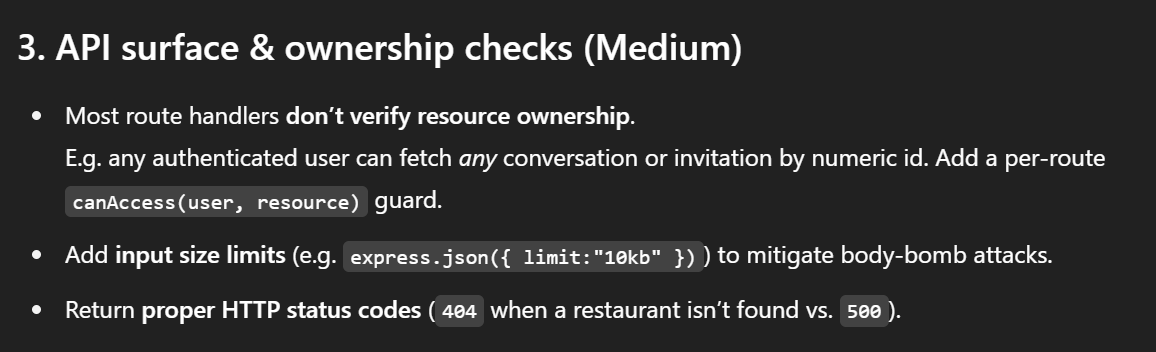 3. API surface & ownership checks (Medium)
• Most route handlers don’t verify resource ownership.
E.g. any authenticated user can fetch any conversation or invitation by numeric id. Add a per-route
canAccess(user, resource) guard.
• Add input size limits (e.g. express.json({ limit:"10kb" })) to mitigate body-bomb attacks.
• Return proper HTTP status codes (404 when a restaurant isn’t found vs. 500).